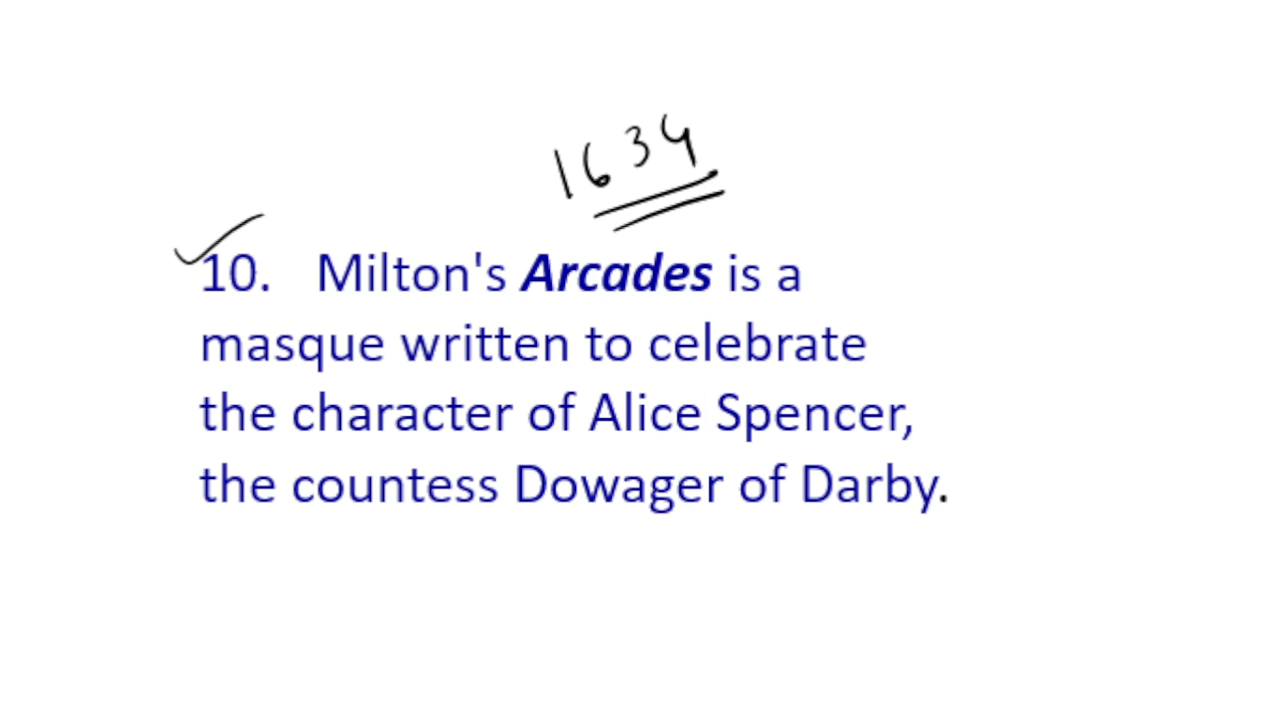 1634
10. Milton's Arcades is a
masque written to celebrate
the character of Alice Spencer,
the countess Dowager of Darby.